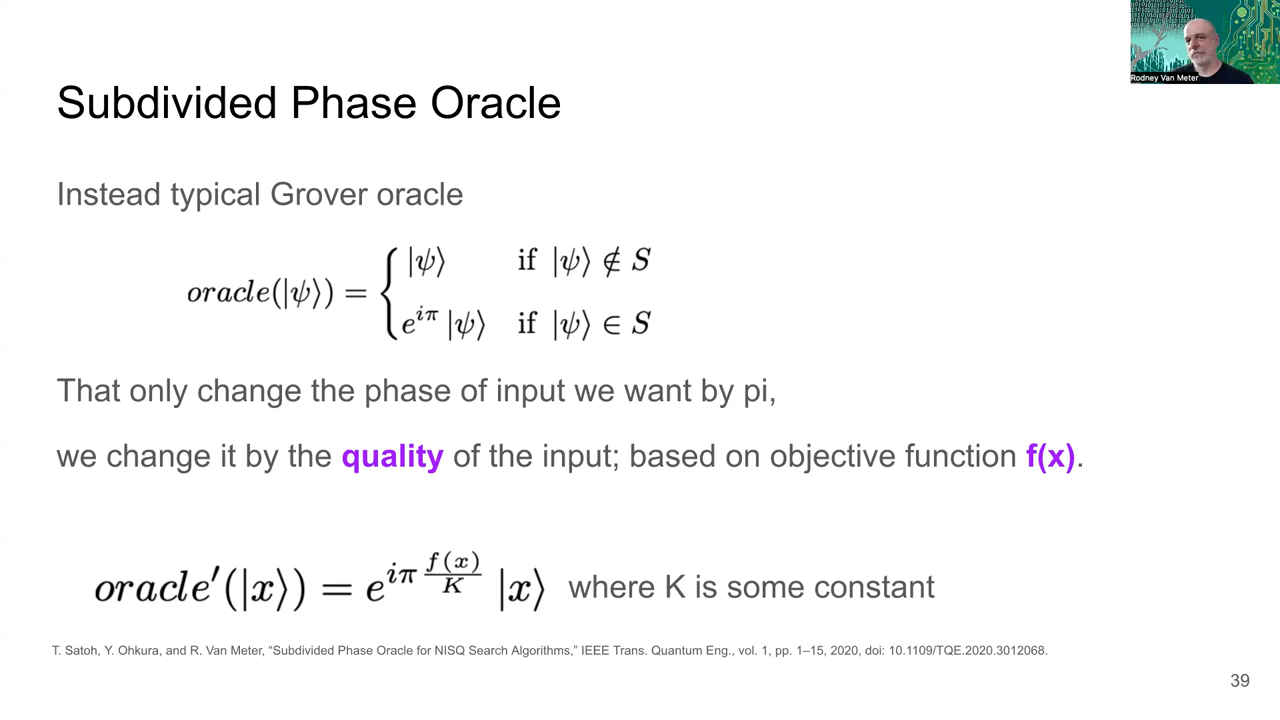 Rodney Van Meter
Subdivided Phase Oracle
Instead typical Grover oracle
oracle(|ψ⟩) = { |ψ⟩ if |ψ⟩ ∉ S
e^{iπ} |ψ⟩ if |ψ⟩ ∈ S
That only change the phase of input we want by pi,
we change it by the quality of the input; based on objective function f(x).
oracle′(|x⟩) = e^{iπ \frac{f(x)}{K}} |x⟩ where K is some constant
T. Satoh, Y. Ohkura, and R. Van Meter, “Subdivided Phase Oracle for NISQ Search Algorithms,” IEEE Trans. Quantum Eng., vol. 1, pp. 1–15, 2020, doi: 10.1109/TQE.2020.3012068.
39